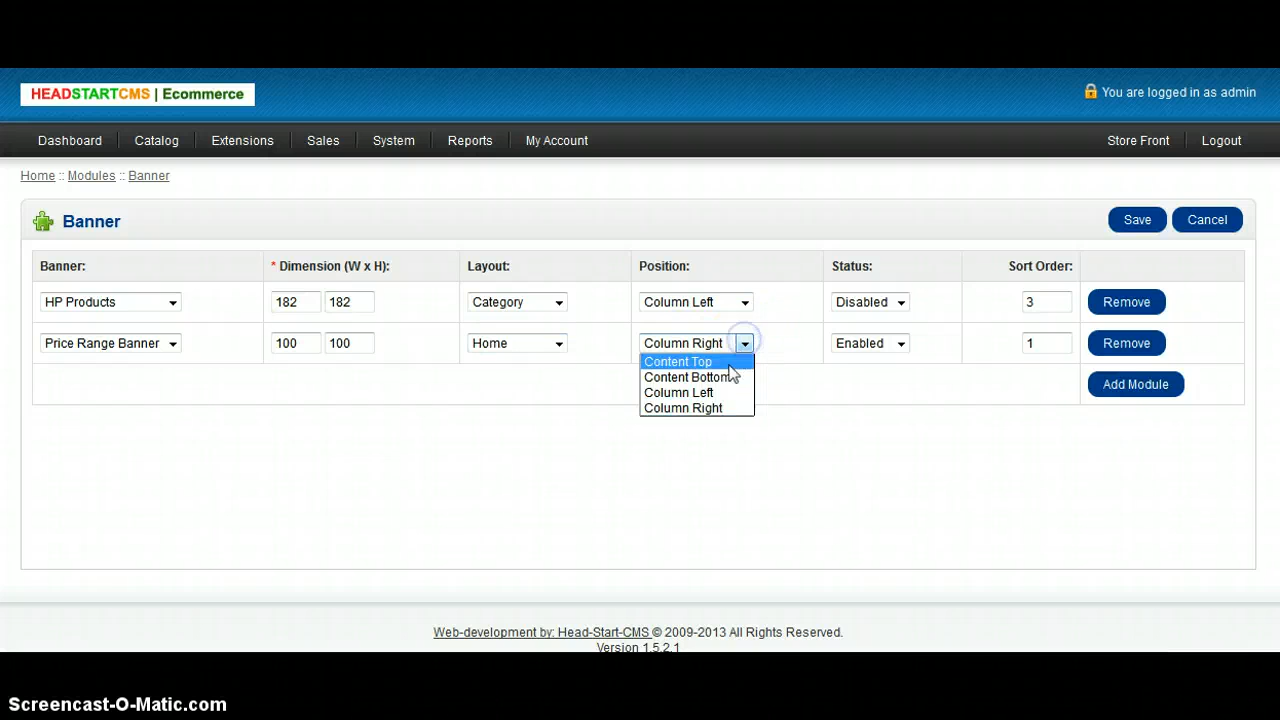 HEADSTARTCMS | Ecommerce
You are logged in as admin
Dashboard Catalog Extensions Sales System Reports My Account Store Front Logout
Home :: Modules :: Banner
Banner Save Cancel
Banner: * Dimension (W x H): Layout: Position: Status: Sort Order:
HP Products 182 182 Category Column Left Disabled 3 Remove
Price Range Banner 100 100 Home Column Right Enabled 1 Remove
Content Top
Content Bottom
Column Left
Column Right
Add Module
Web-development by: Head-Start-CMS © 2009-2013 All Rights Reserved.
Version 1.5.2.1
Screencast-O-Matic.com